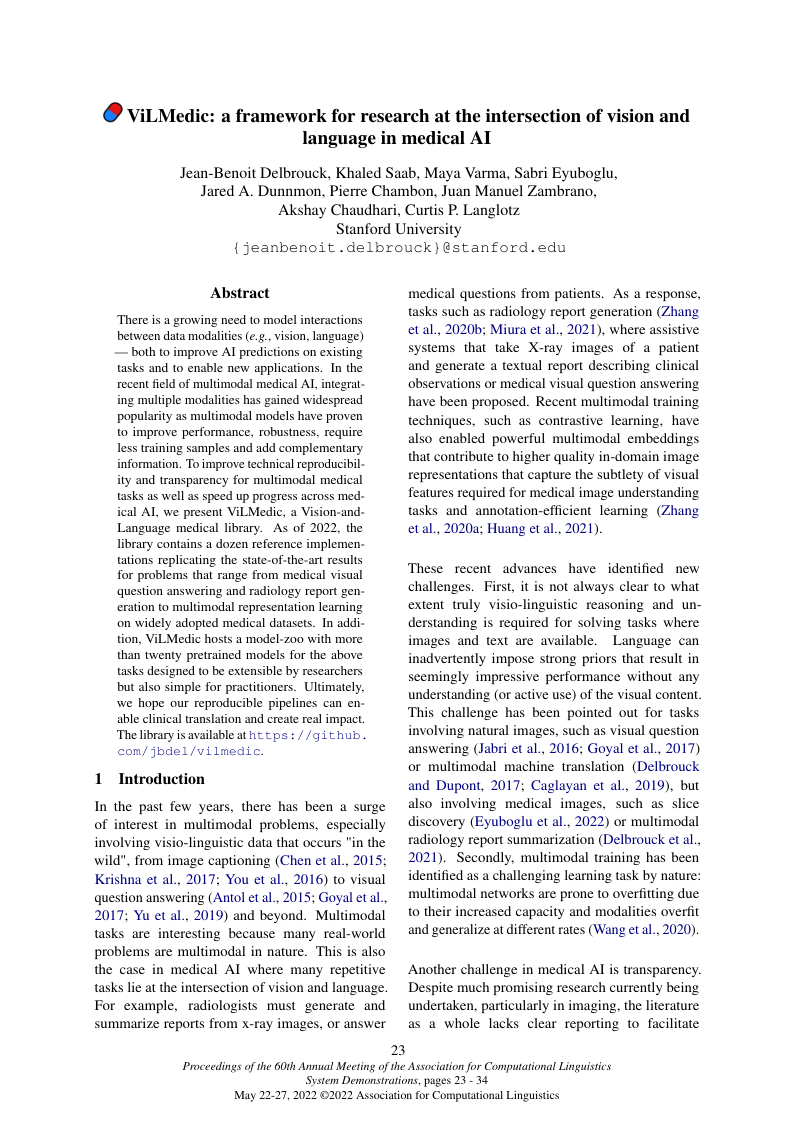 ViLMedic: a framework for research at the intersection of vision and
language in medical AI
Jean-Benoit Delbrouck, Khaled Saab, Maya Varma, Sabri Eyuboglu,
Jared A. Dunnmon, Pierre Chambon, Juan Manuel Zambrano,
Akshay Chaudhari, Curtis P. Langlotz
Stanford University
{jeanbenoit.delbrouck}@stanford.edu
Abstract
There is a growing need to model interactions
between data modalities (e.g., vision, language)
— both to improve AI predictions on existing
tasks and to enable new applications. In the
recent field of multimodal medical AI, integrat-
ing multiple modalities has gained widespread
popularity as multimodal models have proven
to improve performance, robustness, require
less training samples and add complementary
information. To improve technical reproducibil-
ity and transparency for multimodal medical
tasks as well as speed up progress across med-
ical AI, we present ViLMedic, a Vision-and-
Language medical library. As of 2022, the
library contains a dozen reference implemen-
tations replicating the state-of-the-art results
for problems that range from medical visual
question answering and radiology report gen-
eration to multimodal representation learning
on widely adopted medical datasets. In addi-
tion, ViLMedic hosts a model-zoo with more
than twenty pretrained models for the above
tasks designed to be extensible by researchers
but also simple for practitioners. Ultimately,
we hope our reproducible pipelines can en-
able clinical translation and create real impact.
The library is available at https://github.
com/jbdel/vilmedic.
1 Introduction
In the past few years, there has been a surge
of interest in multimodal problems, especially
involving visio-linguistic data that occurs "in the
wild", from image captioning (Chen et al., 2015;
Krishna et al., 2017; You et al., 2016) to visual
question answering (Antol et al., 2015; Goyal et al.,
2017; Yu et al., 2019) and beyond. Multimodal
tasks are interesting because many real-world
problems are multimodal in nature. This is also
the case in medical AI where many repetitive
tasks lie at the intersection of vision and language.
For example, radiologists must generate and
summarize reports from x-ray images, or answer
medical questions from patients. As a response,
tasks such as radiology report generation (Zhang
et al., 2020b; Miura et al., 2021), where assistive
systems that take X-ray images of a patient
and generate a textual report describing clinical
observations or medical visual question answering
have been proposed. Recent multimodal training
techniques, such as contrastive learning, have
also enabled powerful multimodal embeddings
that contribute to higher quality in-domain image
representations that capture the subtlety of visual
features required for medical image understanding
tasks and annotation-efficient learning (Zhang
et al., 2020a; Huang et al., 2021).
These recent advances have identified new
challenges. First, it is not always clear to what
extent truly visio-linguistic reasoning and un-
derstanding is required for solving tasks where
images and text are available. Language can
inadvertently impose strong priors that result in
seemingly impressive performance without any
understanding (or active use) of the visual content.
This challenge has been pointed out for tasks
involving natural images, such as visual question
answering (Jabri et al., 2016; Goyal et al., 2017)
or multimodal machine translation (Delbrouck
and Dupont, 2017; Caglayan et al., 2019), but
also involving medical images, such as slice
discovery (Eyuboglu et al., 2022) or multimodal
radiology report summarization (Delbrouck et al.,
2021). Secondly, multimodal training has been
identified as a challenging learning task by nature:
multimodal networks are prone to overfitting due
to their increased capacity and modalities overfit
and generalize at different rates (Wang et al., 2020).
Another challenge in medical AI is transparency.
Despite much promising research currently being
undertaken, particularly in imaging, the literature
as a whole lacks clear reporting to facilitate
23
Proceedings of the 60th Annual Meeting of the Association for Computational Linguistics
System Demonstrations, pages 23 - 34
May 22-27, 2022 ©2022 Association for Computational Linguistics